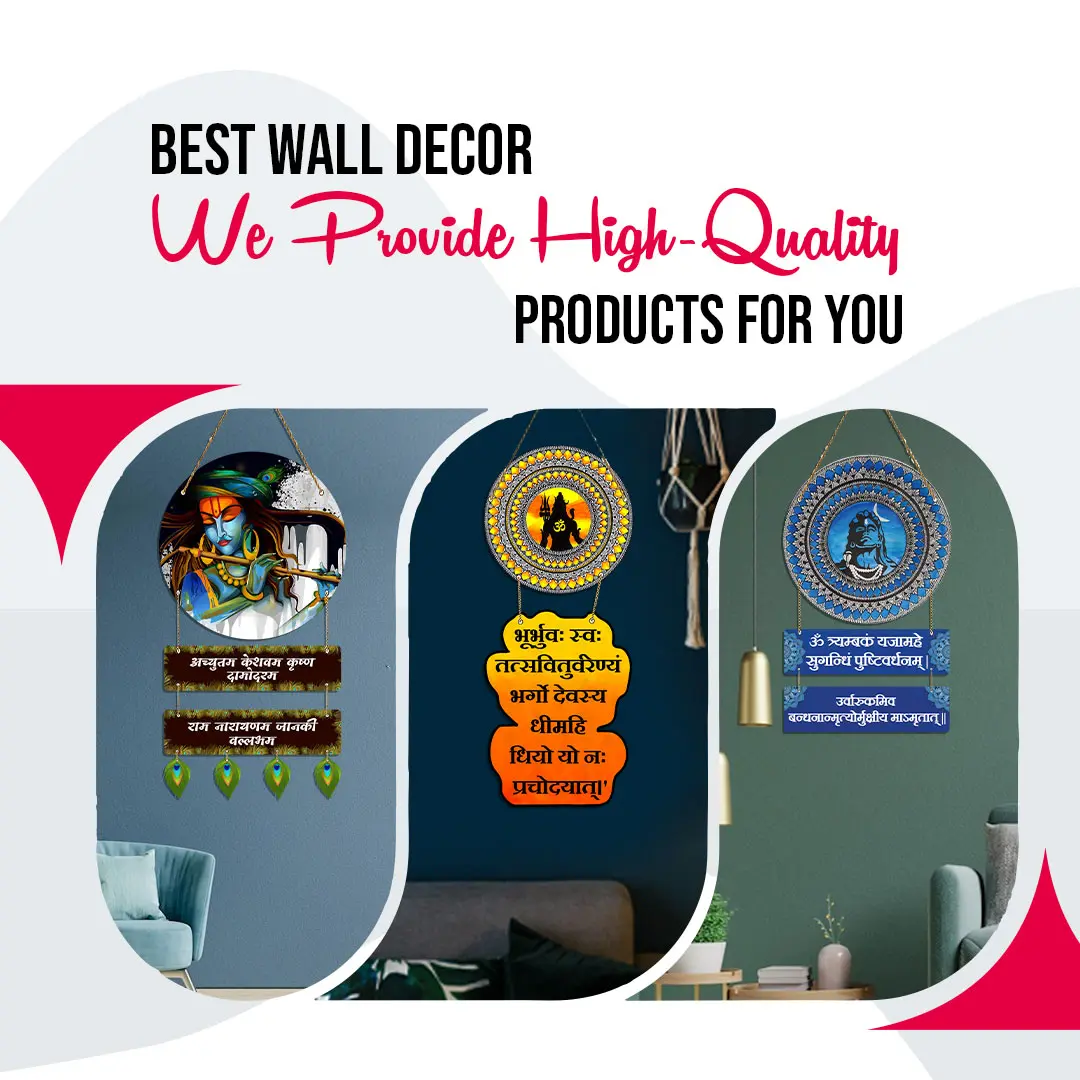 BEST WALL DECOR
We Provide High-Quality
PRODUCTS FOR YOU
अच्युतम केशवम कृष्ण
दामोदरम
राम नारायणम जानकी
वल्लभम
ॐ
भूर्भुवः स्वः
तत्सवितुर्वरेण्यं
भर्गो देवस्य
धीमहि
धियो यो नः
प्रचोदयात्।'
ॐ त्र्यम्बकं यजामहे
सुगन्धिं पुष्टिवर्धनम्।
उर्वारुकमिव
बन्धनान्मृत्योर्मुक्षीय माऽमृतात्॥